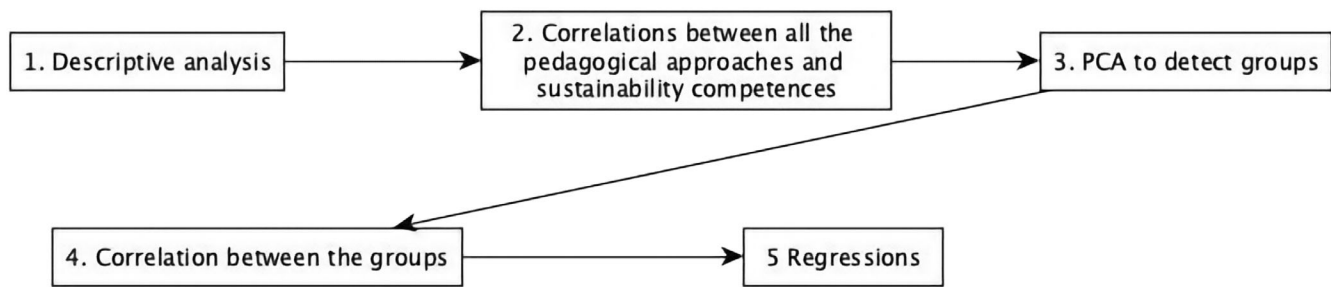 1. Descriptive analysis
2. Correlations between all the
pedagogical approaches and
sustainability competences
3. PCA to detect groups
4. Correlation between the groups
5 Regressions